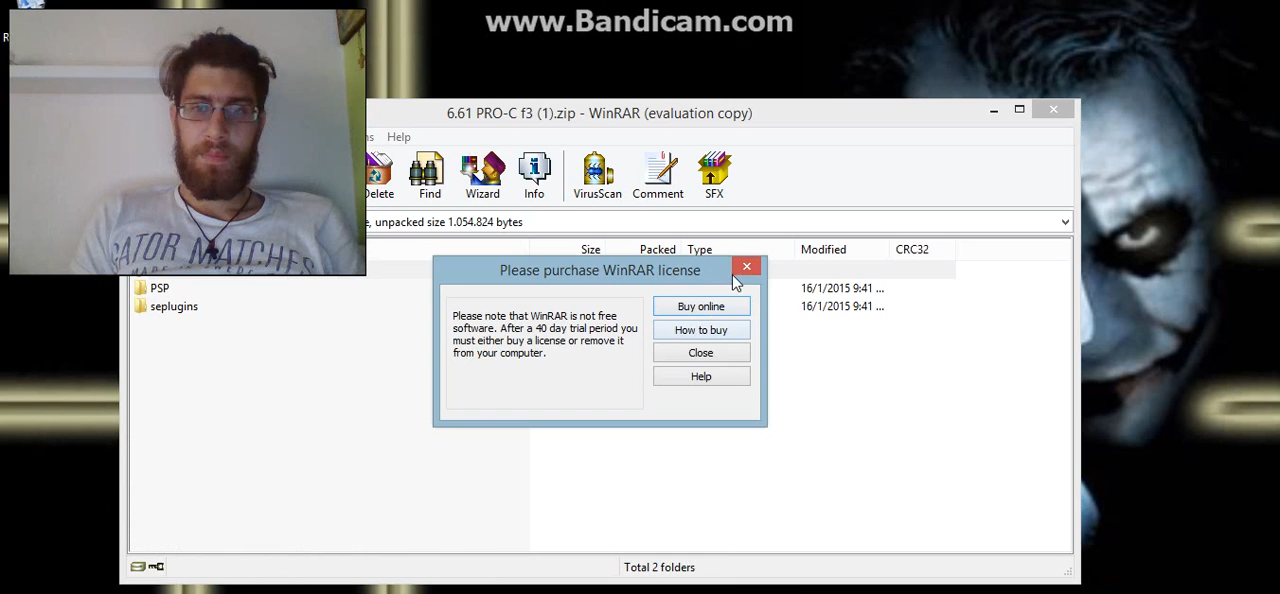 www.Bandicam.com
R
6.61 PRO-C f3 (1).zip - WinRAR (evaluation copy)
Help
Delete Find Wizard Info VirusScan Comment SFX
e, unpacked size 1.054.824 bytes
Size Packed Type Modified CRC32
PSP 16/1/2015 9:41 ...
seplugins 16/1/2015 9:41 ...
Please purchase WinRAR license
Please note that WinRAR is not free
software. After a 40 day trial period you
must either buy a license or remove it
from your computer.
Buy online
How to buy
Close
Help
Total 2 folders
GATOR MATCHES